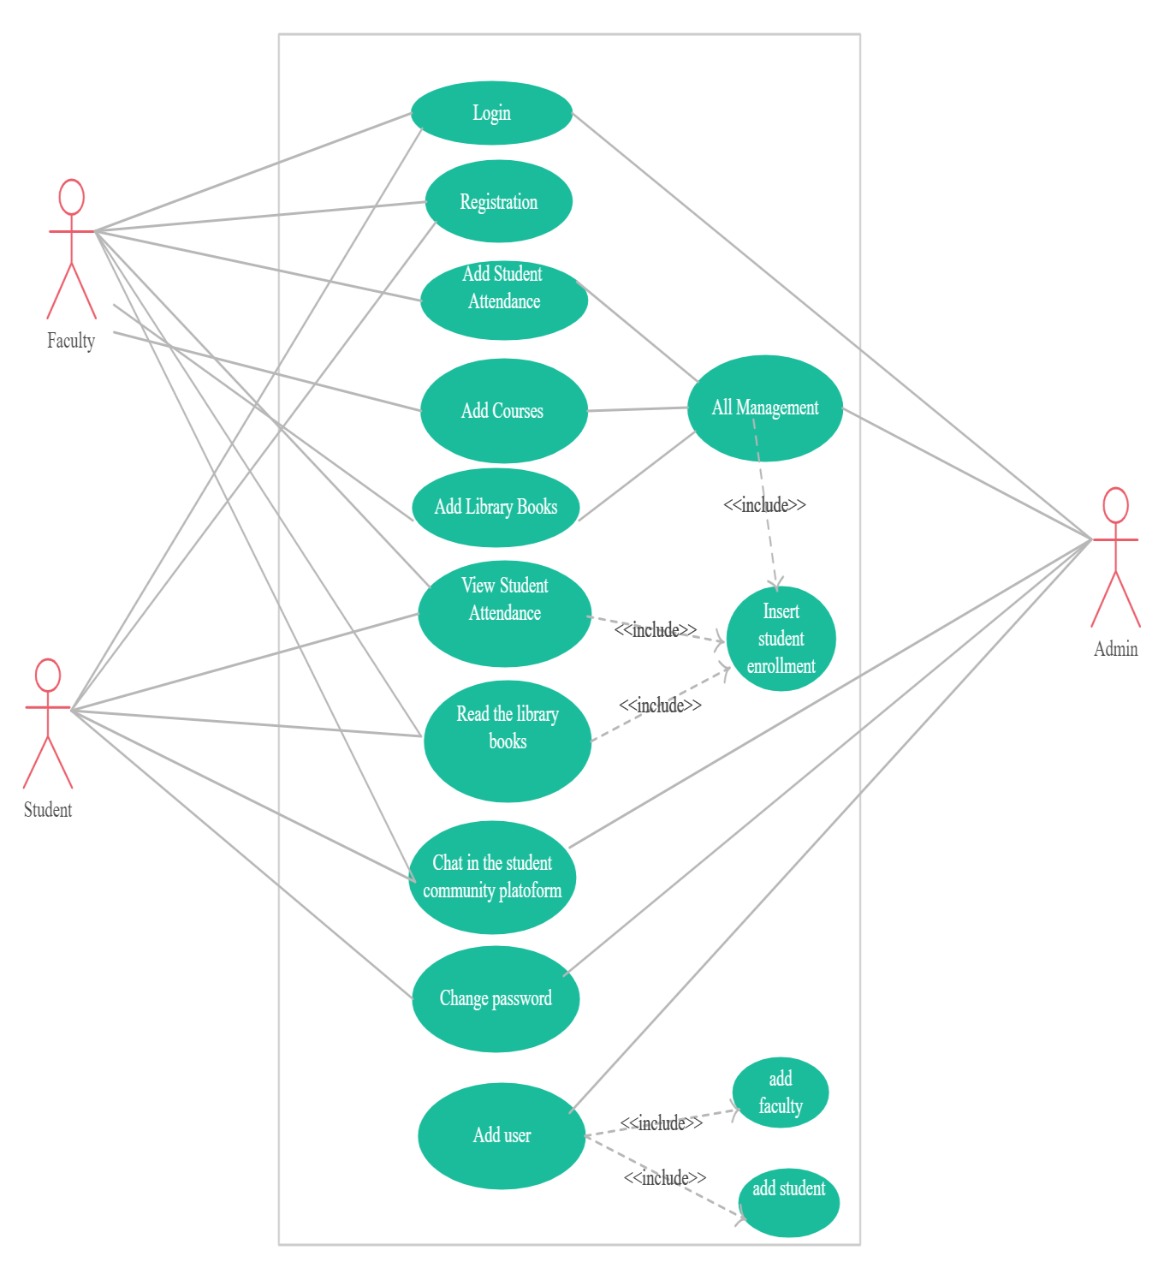 Login
Registration
Add Student
Attendance
Faculty
Add Courses
All Management
Add Library Books
<<include>>
View Student
Attendance
<<include>>
Insert
student
enrollment
Admin
Read the library
books
<<include>>
Student
Chat in the student
community platoform
Change password
add
faculty
Add user
<<include>>
<<include>>
add student